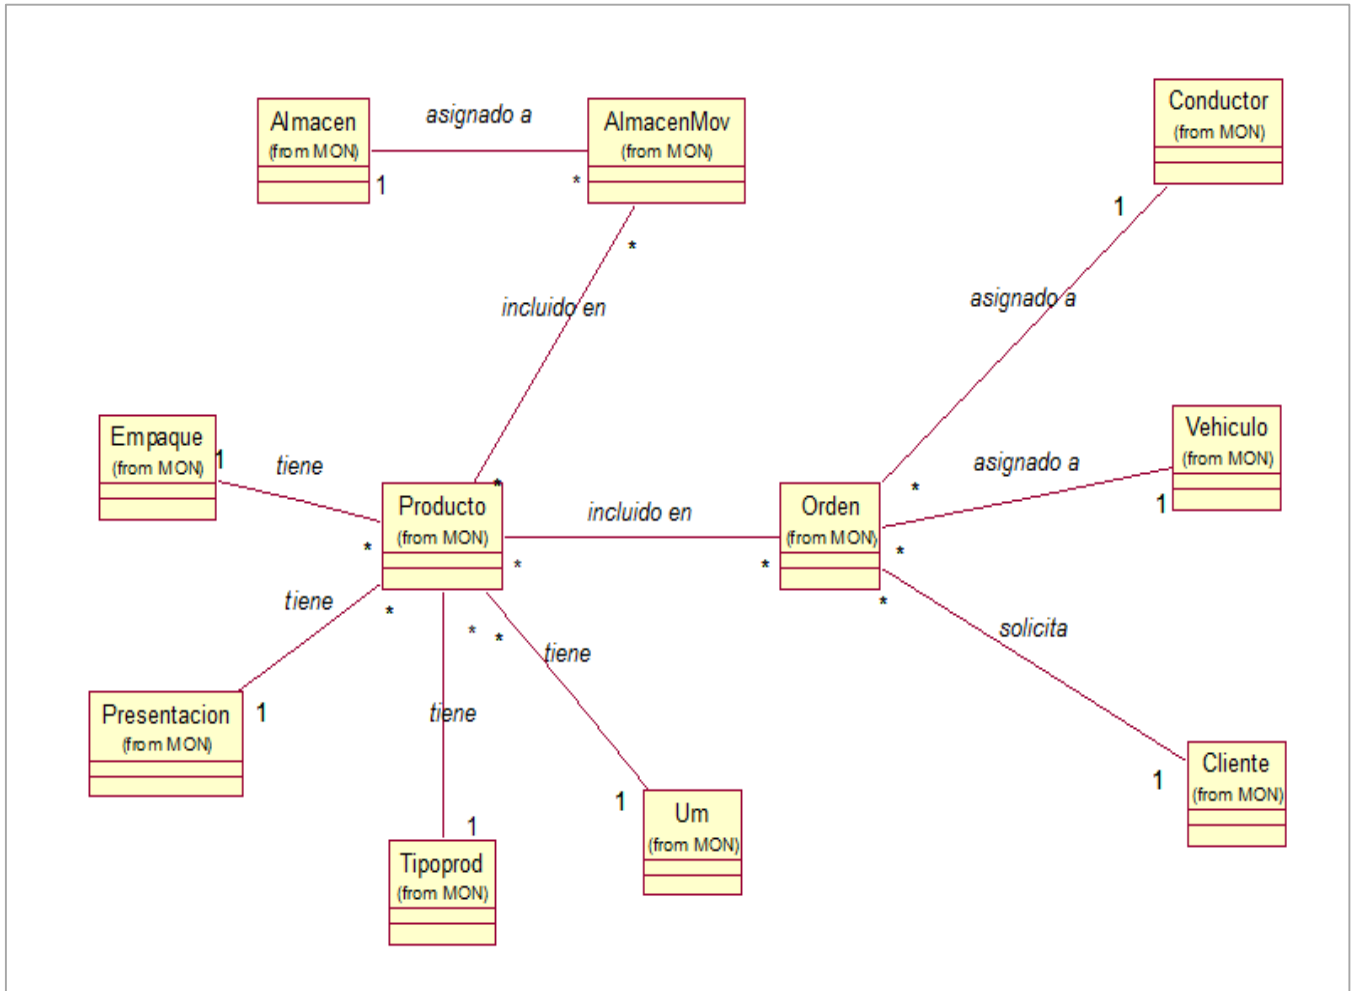 Conductor
(from MON)
1
Almacen
(from MON)
1
asignado a
AlmacenMov
(from MON)
*
*
incluido en
asignado a
Empaque
(from MON)
1
tiene
*
Producto
(from MON)
*
*
incluido en
*
Orden
(from MON)
*
asignado a
Vehiculo
(from MON)
1
*
*
tiene
*
*
*
tiene
solicita
Presentacion
(from MON)
1
tiene
1
Tipoprod
(from MON)
1
Um
(from MON)
1
Cliente
(from MON)